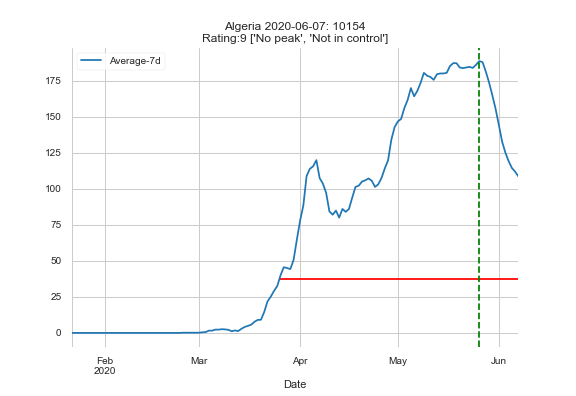 Algeria 2020-06-07: 10154
Rating:9 ['No peak', 'Not in control']
Average-7d
175
150
125
100
75
50
25
0
Feb Mar Apr May Jun
2020
Date